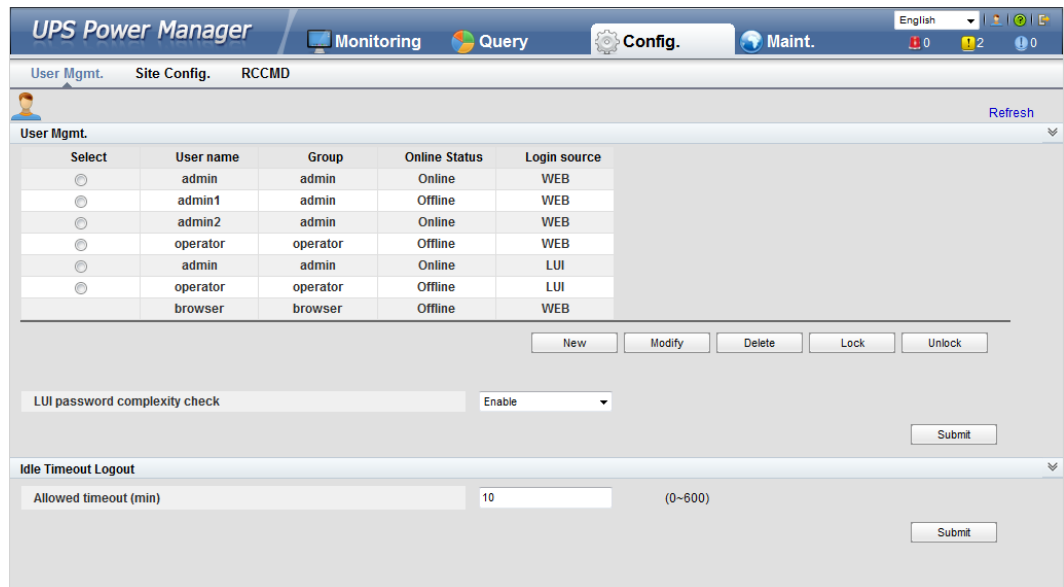 UPS Power Manager
Monitoring Query Config. Maint.
English
0 2 0
User Mgmt. Site Config. RCCMD
Refresh
User Mgmt.
Select User name Group Online Status Login source
admin admin Online WEB
admin1 admin Offline WEB
admin2 admin Online WEB
operator operator Offline WEB
admin admin Online LUI
operator operator Offline LUI
browser browser Offline WEB
New Modify Delete Lock Unlock
LUI password complexity check Enable
Submit
Idle Timeout Logout
Allowed timeout (min) 10 (0~600)
Submit